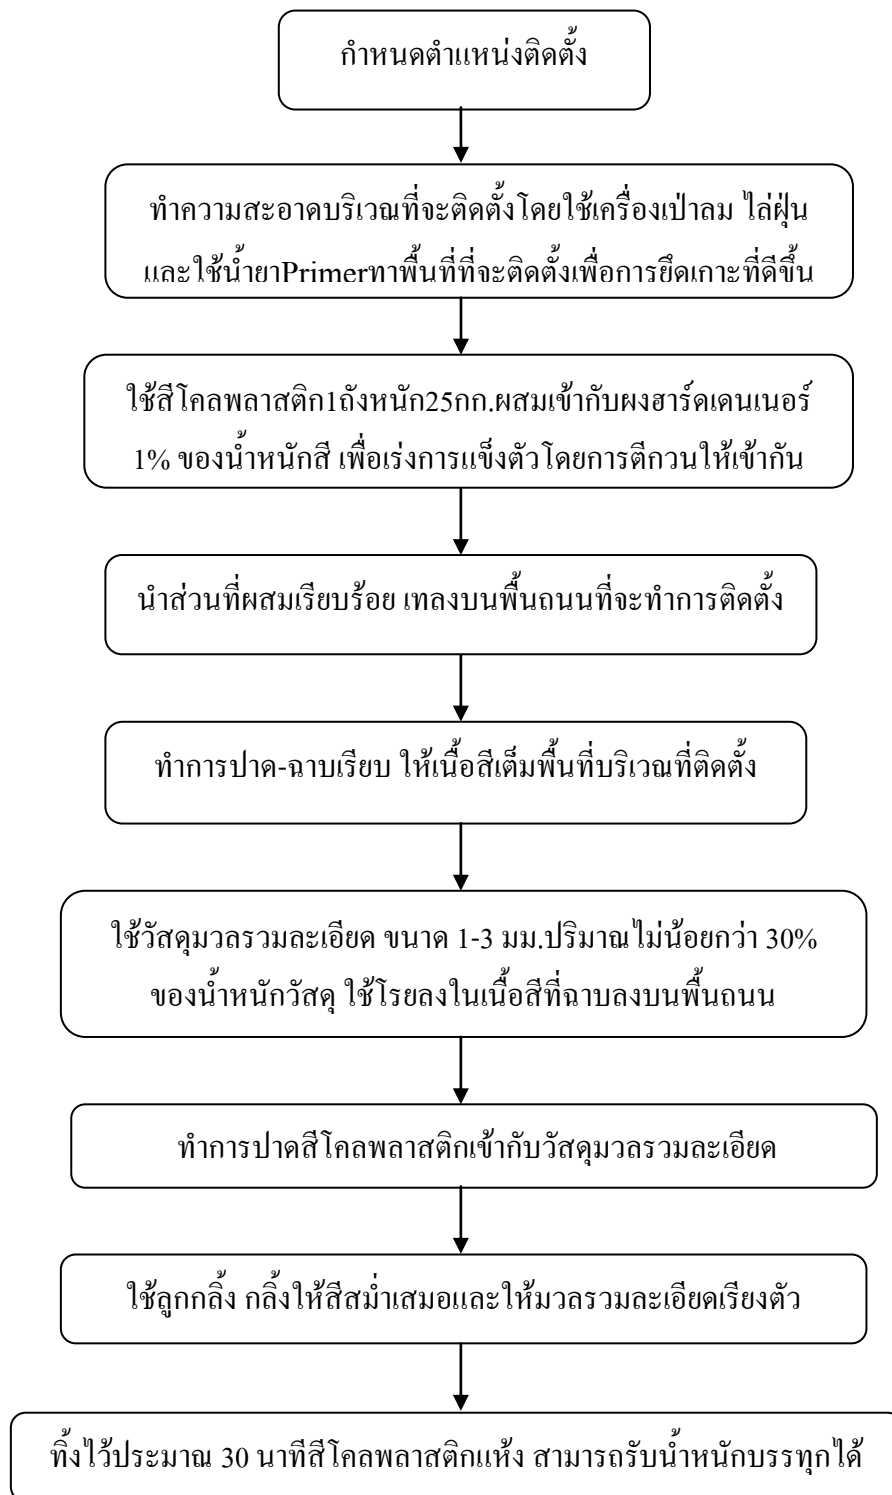 กำหนดตำแหน่งติดตั้ง
ทำความสะอาดบริเวณที่จะติดตั้งโดยใช้เครื่องเป่าลม ไล่ฝุ่น
และใช้น้ำยาPrimerทาพื้นที่ที่จะติดตั้งเพื่อการยึดเกาะที่ดีขึ้น
ใช้สีโคลพลาสติก1ถังหนัก25กก.ผสมเข้ากับผงฮาร์ดเดนเนอร์
1% ของน้ำหนักสี เพื่อเร่งการแข็งตัวโดยการตีกวนให้เข้ากัน
นำส่วนที่ผสมเรียบร้อย เทลงบนพื้นถนนที่จะทำการติดตั้ง
ทำการปาด-ฉาบเรียบ ให้เนื้อสีเต็มพื้นที่บริเวณที่ติดตั้ง
ใช้วัสดุมวลรวมละเอียด ขนาด 1-3 มม.ปริมาณไม่น้อยกว่า 30%
ของน้ำหนักวัสดุ ใช้โรยลงในเนื้อสีที่ฉาบลงบนพื้นถนน
ทำการปาดสีโคลพลาสติกเข้ากับวัสดุมวลรวมละเอียด
ใช้ลูกกลิ้ง กลิ้งให้สีสม่ำเสมอและให้มวลรวมละเอียดเรียงตัว
ทิ้งไว้ประมาณ 30 นาทีสีโคลพลาสติกแห้ง สามารถรับน้ำหนักบรรทุกได้